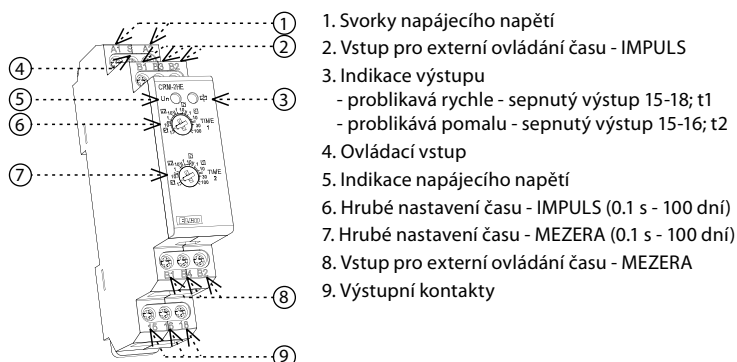 1. Svorky napájecího napětí
2. Vstup pro externí ovládání času - IMPULS
3. Indikace výstupu
- problikavá rychle - sepnutý výstup 15-18; t1
- problikává pomalu - sepnutý výstup 15-16; t2
4. Ovládací vstup
5. Indikace napájecího napětí
6. Hrubé nastavení času - IMPULS (0.1 s - 100 dní)
7. Hrubé nastavení času - MEZERA (0.1 s - 100 dní)
8. Vstup pro externí ovládání času - MEZERA
9. Výstupní kontakty
1
2
3
4
5
6
7
8
9
A1 S A2
B1 B3 B2
CRM-2HE
Un
TIME
1
TIME
2
B1 B4 B2
15 16 18